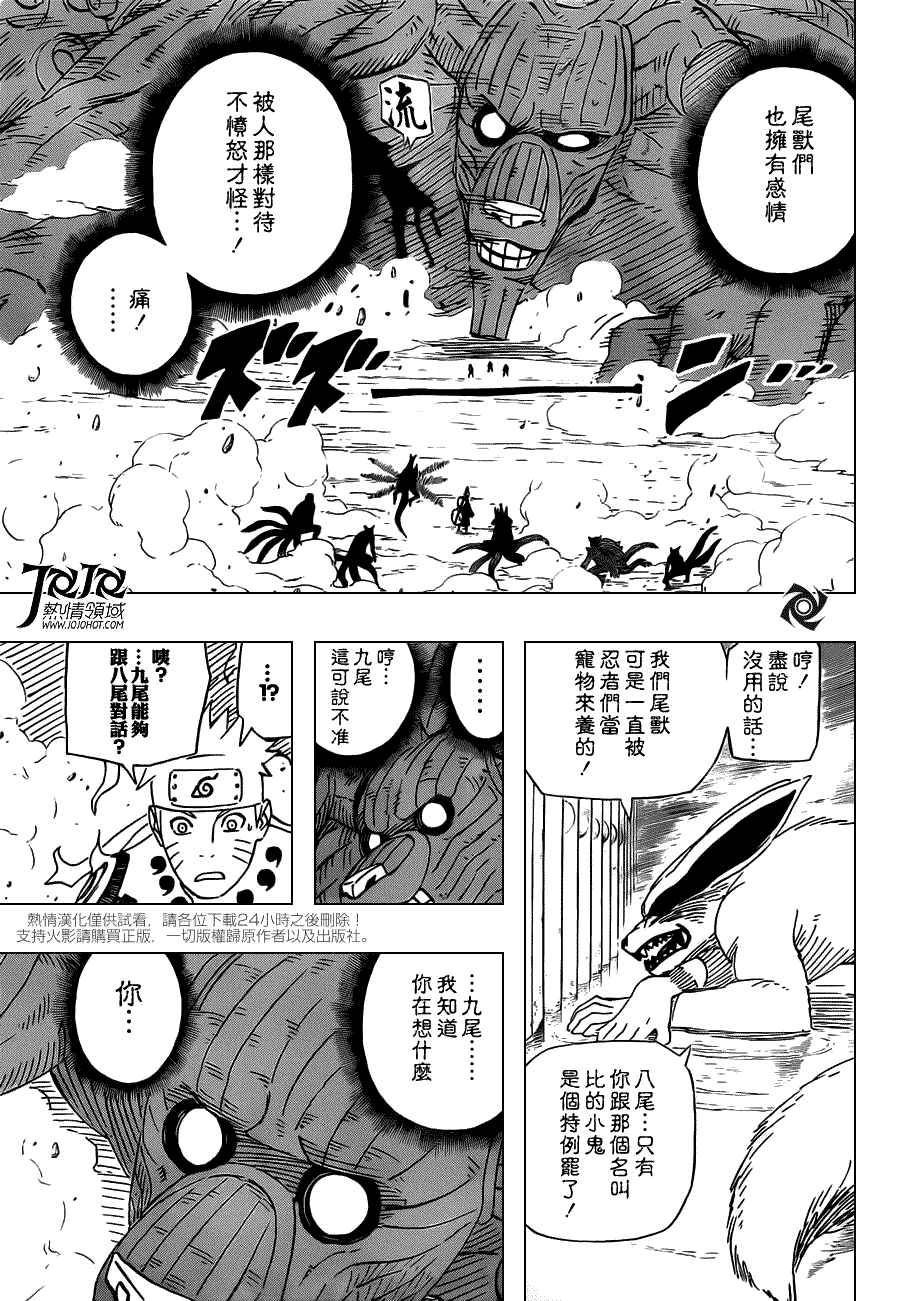 尾獸們
也擁有感情
被人那樣對待
不憤怒才怪…！
流
痛！
……
ズズ
ン
JOJO
熱情領域
WWW.JOJOHOT.COM
哼！
盡說
沒用的話…
我們尾獸
可是一直被
忍者們當
寵物來養的！
八尾…只有
你跟那個名叫
比的小鬼
是個特例罷了！
……
哼…
九尾
這可說不准
…！？
咦？
…九尾能夠
跟八尾對話？
熱情漢化僅供試看，請各位下載24小時之後刪除！
支持火影請購買正版，一切版權歸原作者以及出版社。
…九尾……
我知道
你在想什麼
你…